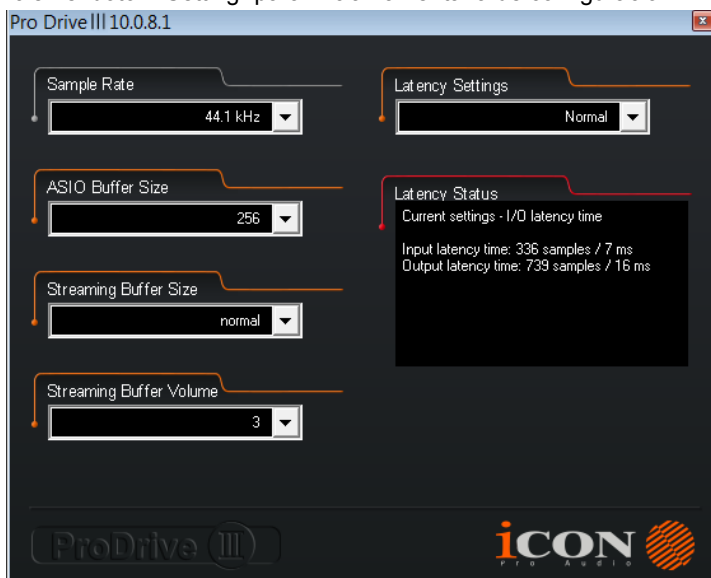 Pro Drive III 10.0.8.1
Sample Rate
44.1 kHz
ASIO Buffer Size
256
Streaming Buffer Size
normal
Streaming Buffer Volume
3
Latency Settings
Normal
Latency Status
Current settings - I/O latency time
Input latency time: 336 samples / 7 ms
Output latency time: 739 samples / 16 ms
ProDrive III
iCON
Pro Audio